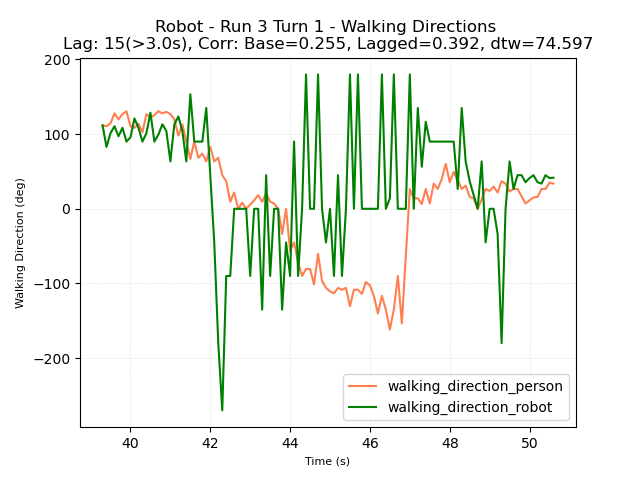 Robot - Run 3 Turn 1 - Walking Directions
Lag: 15(>3.0s), Corr: Base=0.255, Lagged=0.392, dtw=74.597
Walking Direction (deg)
200
100
0
−100
−200
walking_direction_person
walking_direction_robot
40
42
44
46
48
50
Time (s)